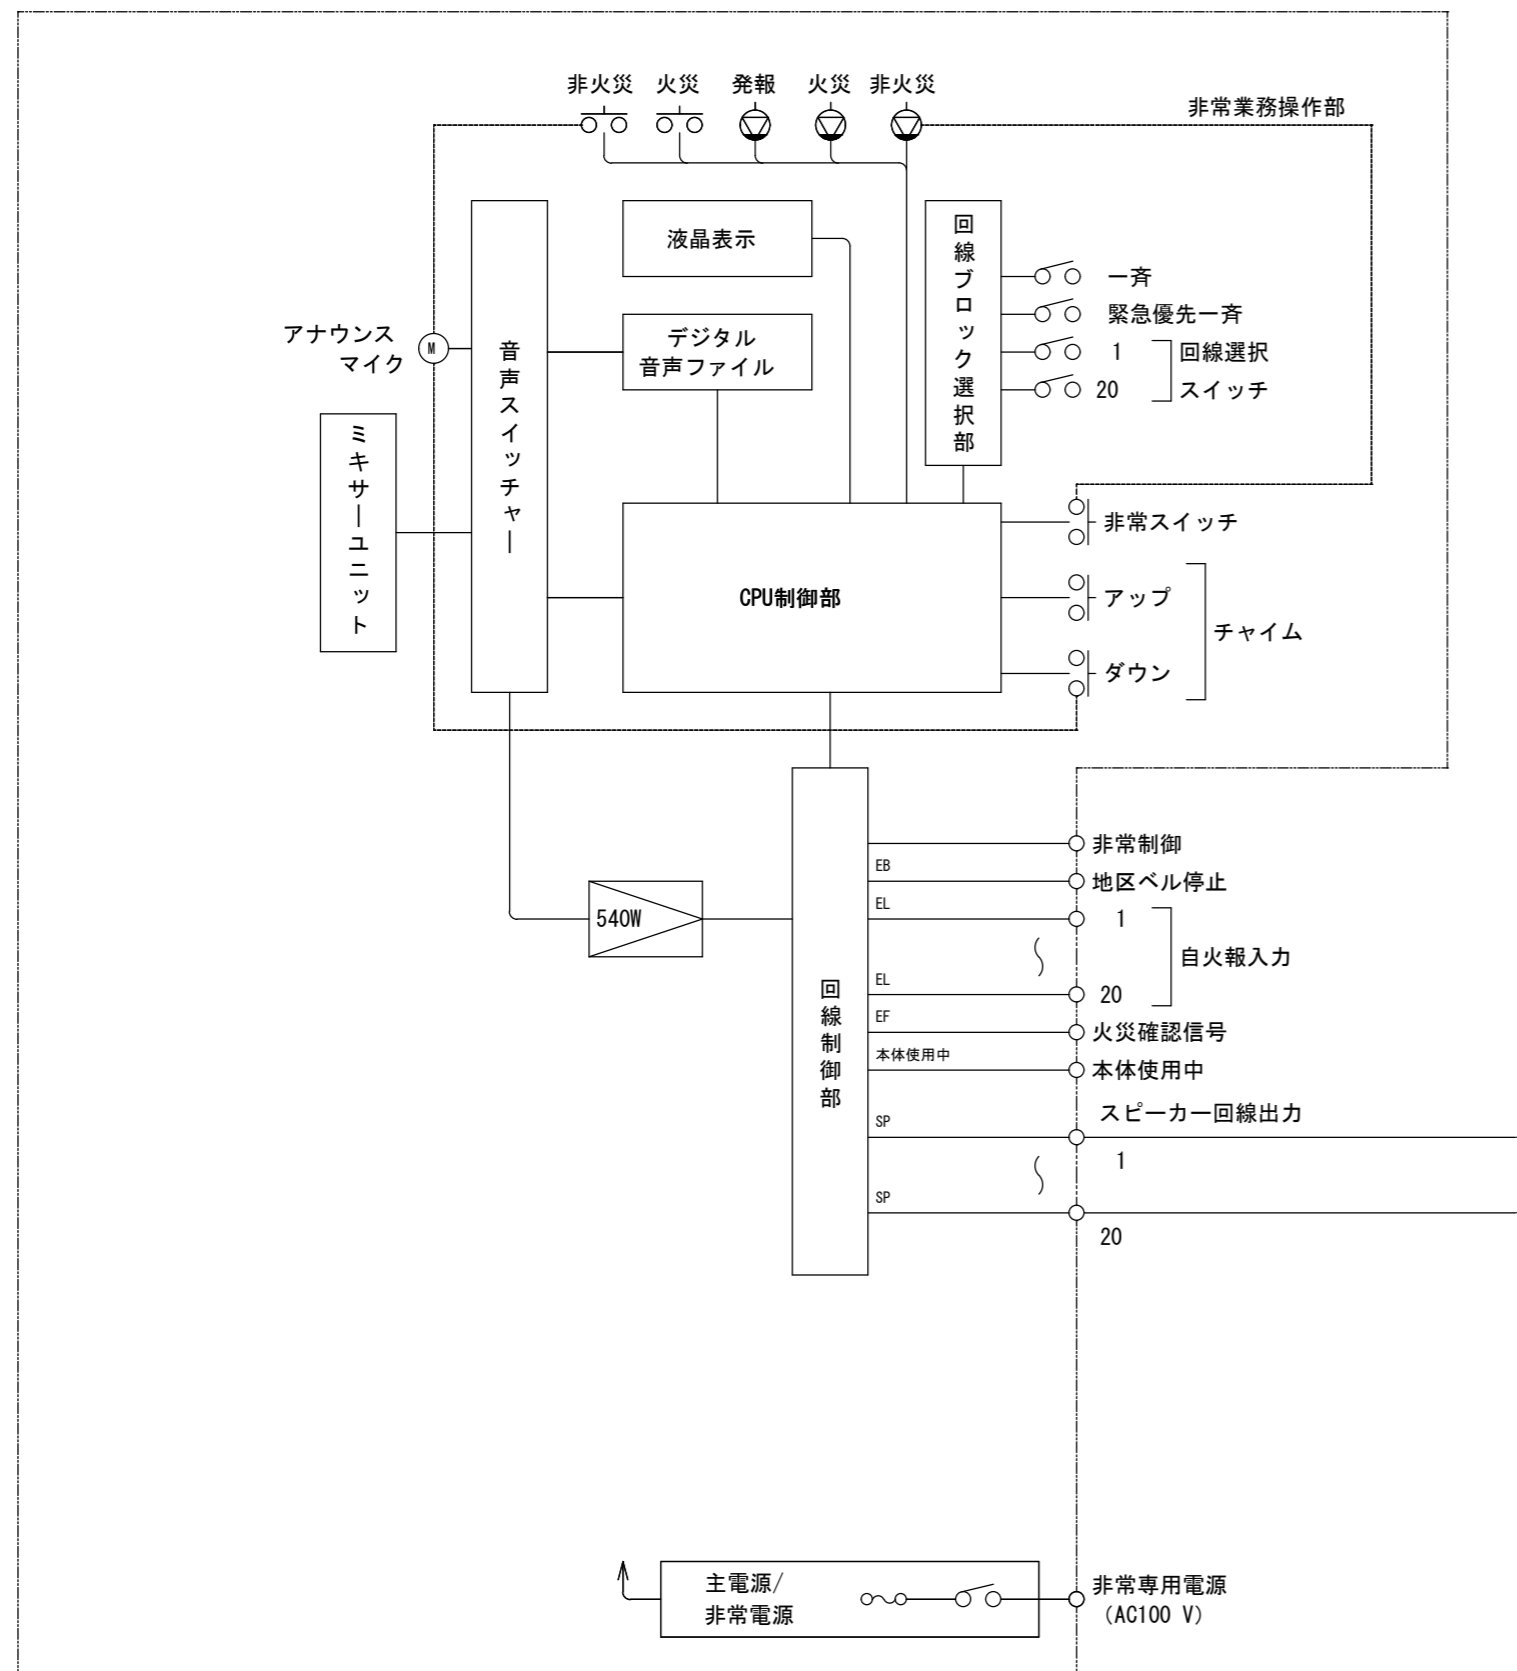 非火災 火災 発報 火災 非火災
非常業務操作部
液晶表示
回線ブロック選択部
一斉
緊急優先一斉
1
20
回線選択
スイッチ
アナウンス
マイク
M
音声スイッチャー
デジタル
音声ファイル
ミキサーユニット
CPU制御部
非常スイッチ
アップ
ダウン
チャイム
540W
回線制御部
非常制御
EB
地区ベル停止
EL
1
自火報入力
EL
20
EF
火災確認信号
本体使用中
本体使用中
スピーカー回線出力
SP
1
SP
20
主電源/
非常電源
非常専用電源
(AC100 V)